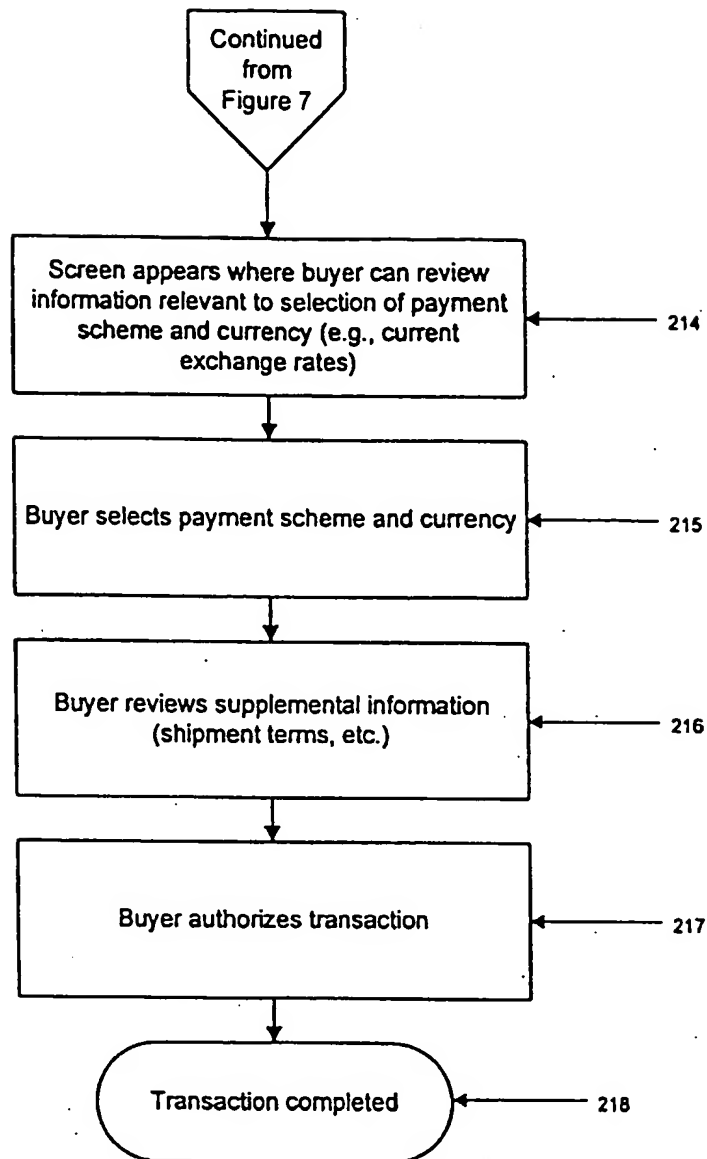 Continued
from
Figure 7
Screen appears where buyer can review
information relevant to selection of payment
scheme and currency (e.g., current
exchange rates)
214
Buyer selects payment scheme and currency
215
Buyer reviews supplemental information
(shipment terms, etc.)
216
Buyer authorizes transaction
217
Transaction completed
218